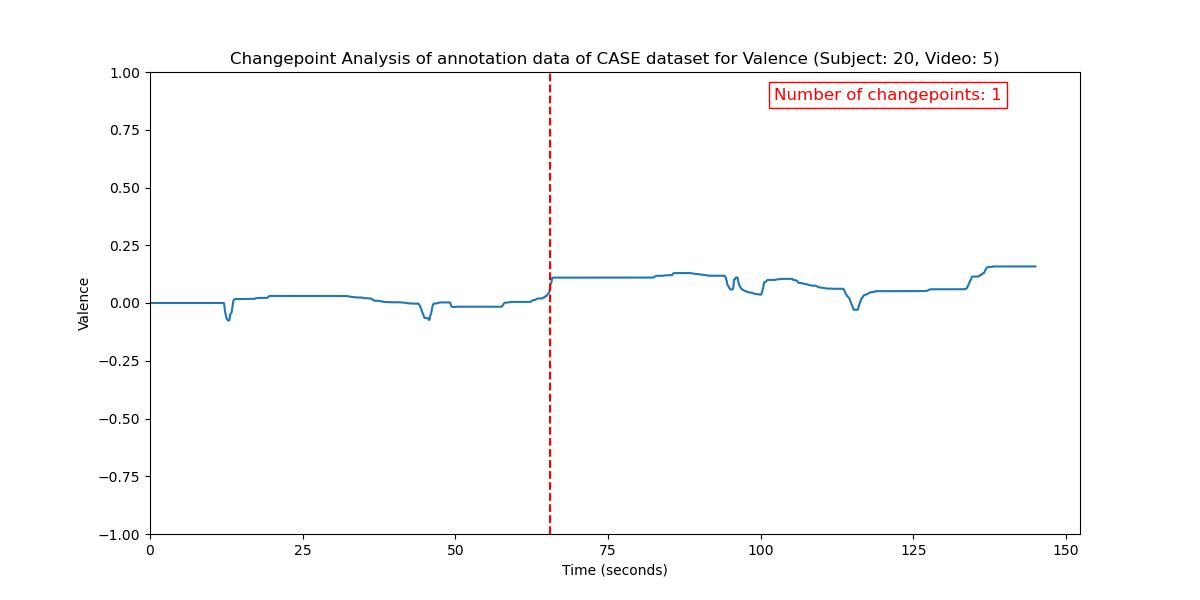 Changepoint Analysis of annotation data of CASE dataset for Valence (Subject: 20, Video: 5)
Number of changepoints: 1
Valence
1.00
0.75
0.50
0.25
0.00
−0.25
−0.50
−0.75
−1.00
0 25 50 75 100 125 150
Time (seconds)